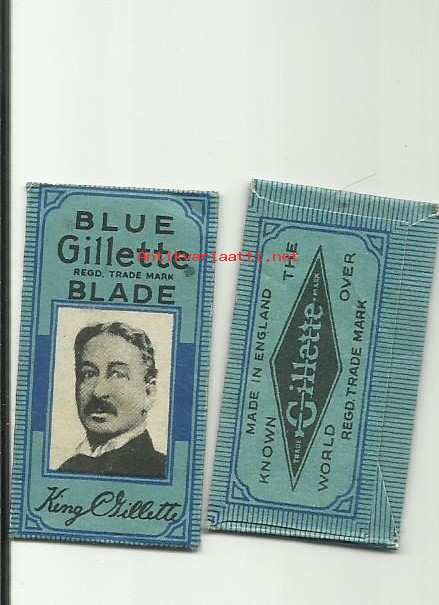 BLUE
Gillette
REGD. TRADE MARK
BLADE
King C Gillette
antikvariaatti.net
MADE IN ENGLAND
KNOWN THE
TRADE Gillette MARK
WORLD OVER
REGD. TRADE MARK